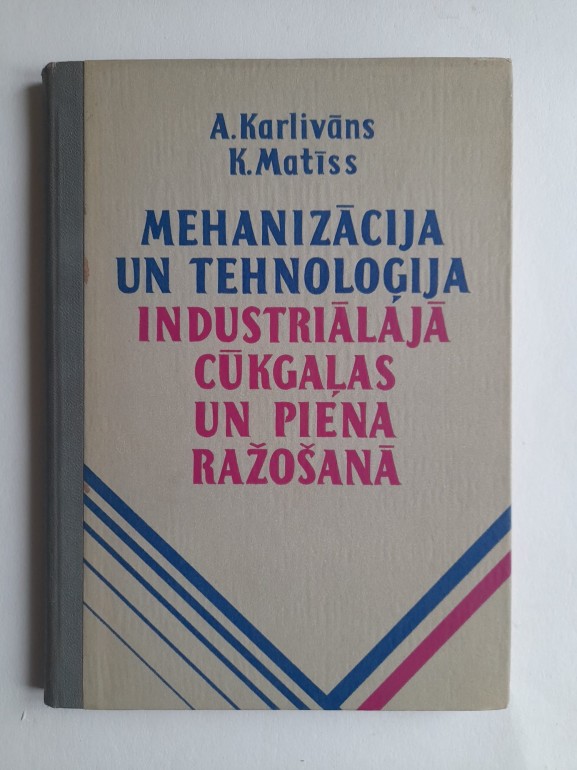 A.Karlivāns
K.Matīss
MEHANIZĀCIJA
UN TEHNOLOĢIJA
INDUSTRIĀLAJĀ
CŪKGAĻAS
UN PIENA
RAŽOŠANĀ